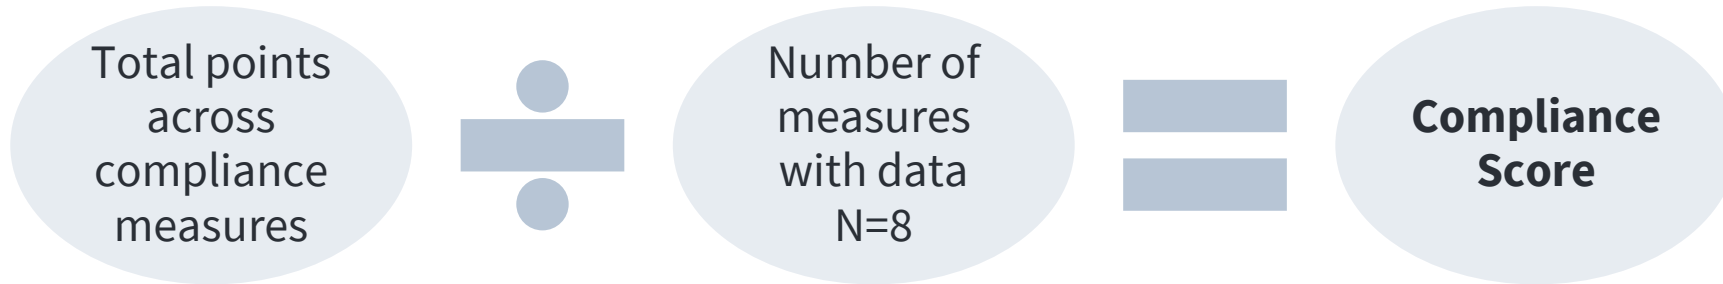 Total points
across
compliance
measures
Number of
measures
with data
N=8
Compliance
Score